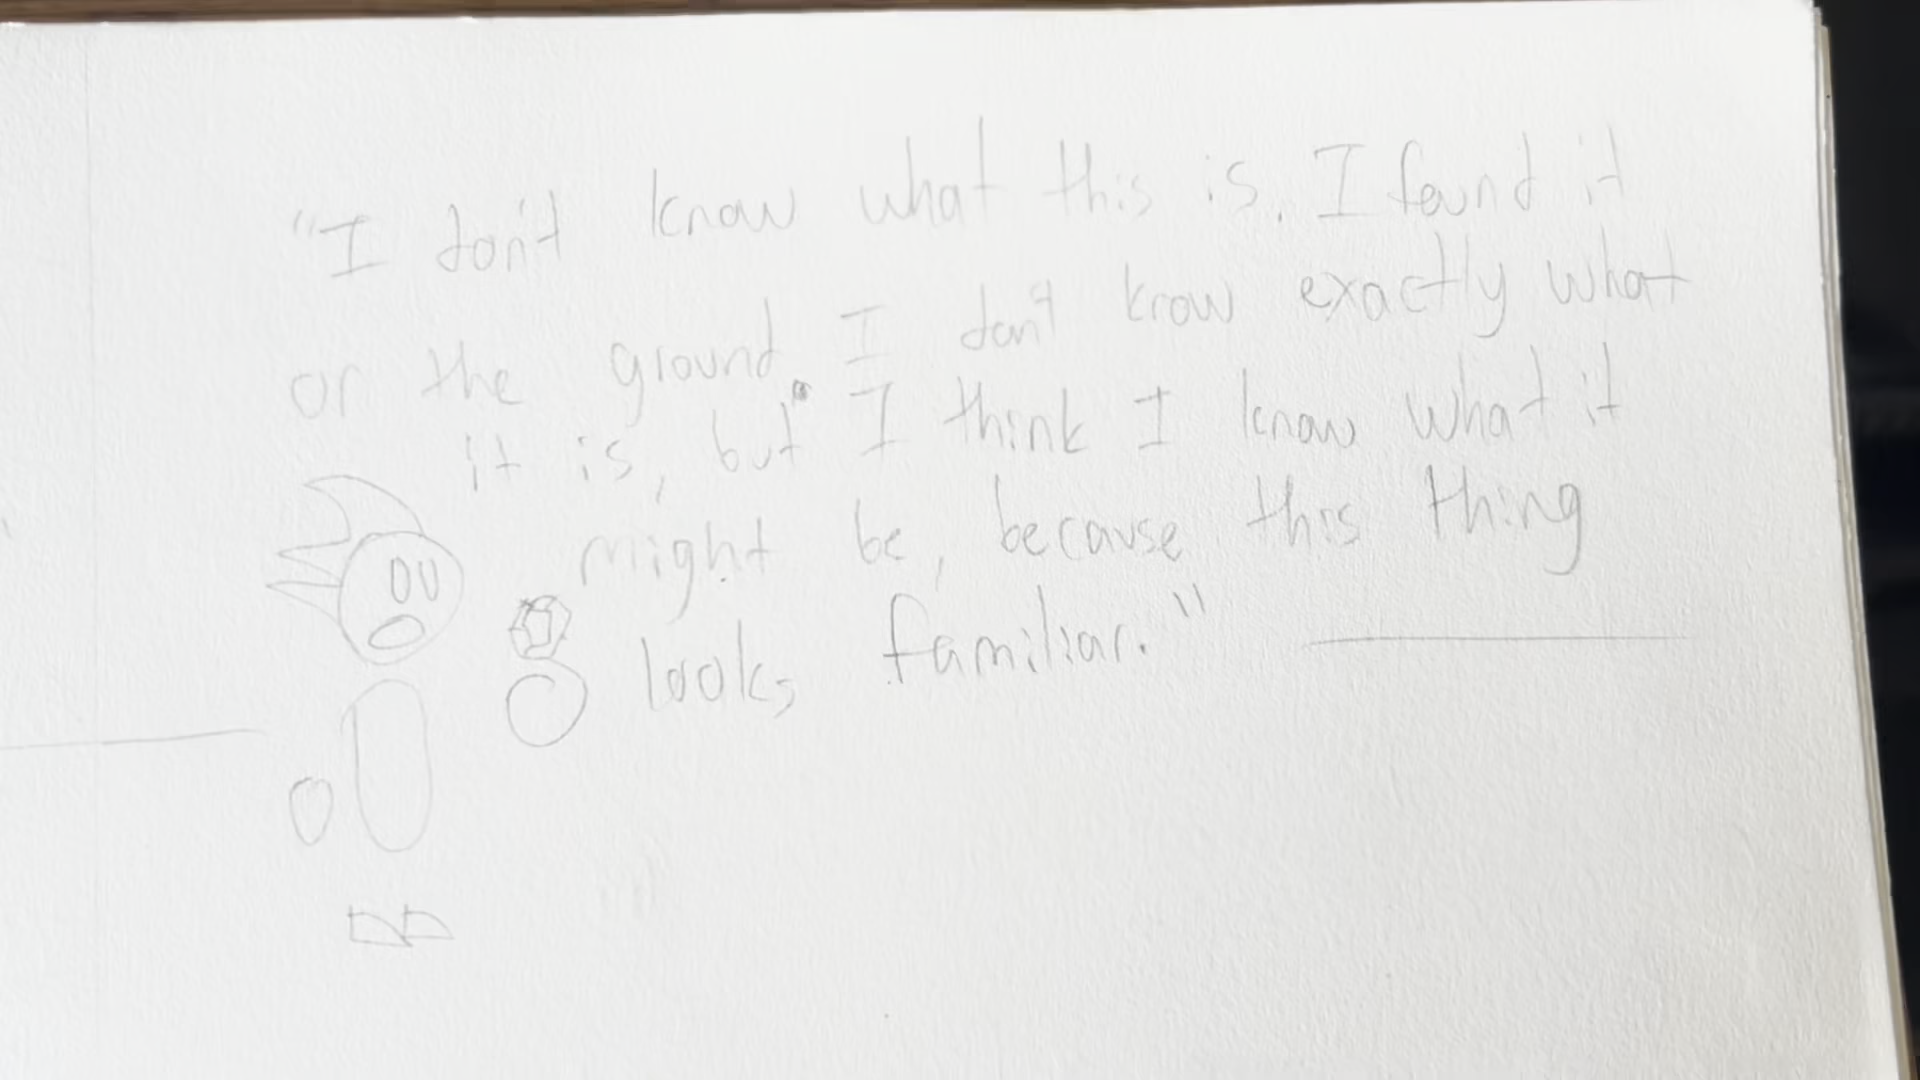 "I don't know what this is. I found it
on the ground. I don't know exactly what
it is, but I think I know what it
might be, because this thing
looks familiar."